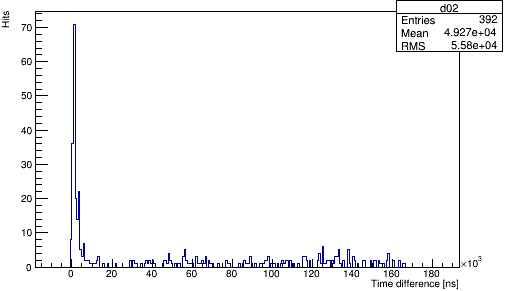 d02
Entries 392
Mean 4.927e+04
RMS 5.58e+04
Hits
70
60
50
40
30
20
10
0
0 20 40 60 80 100 120 140 160 180
×10³
Time difference [ns]